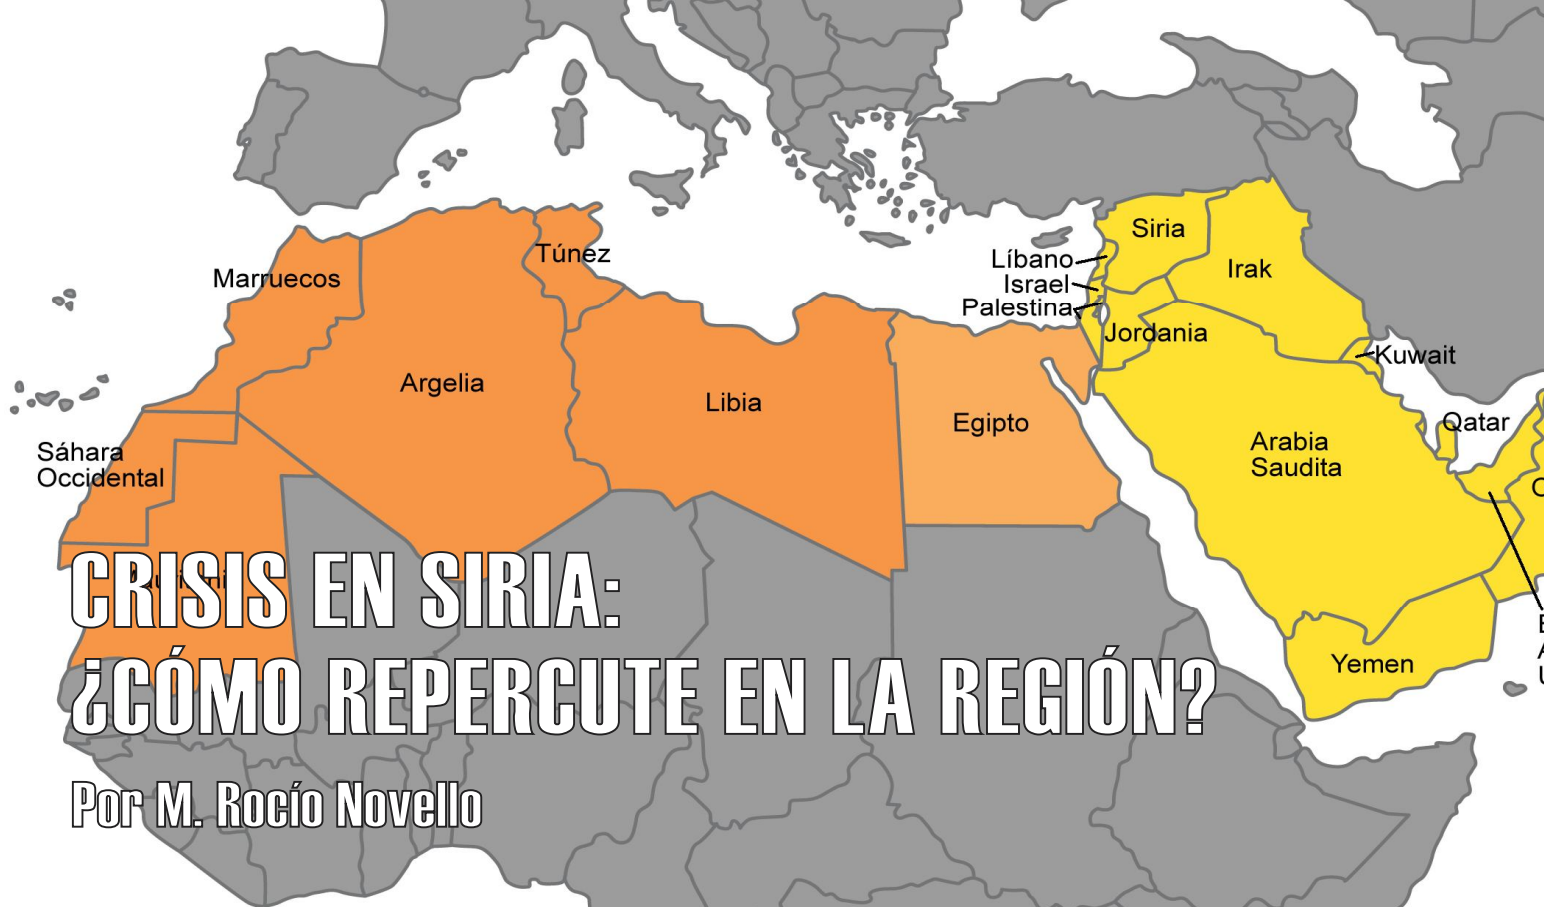 Túnez
Marruecos
Siria
Líbano
Israel
Palestina
Irak
Jordania
Kuwait
Argelia
Libia
Egipto
Qatar
Arabia
Saudita
Sáhara
Occidental
CRISIS EN SIRIA:
¿CÓMO REPERCUTE EN LA REGIÓN?
Yemen
Por M. Rocío Novello